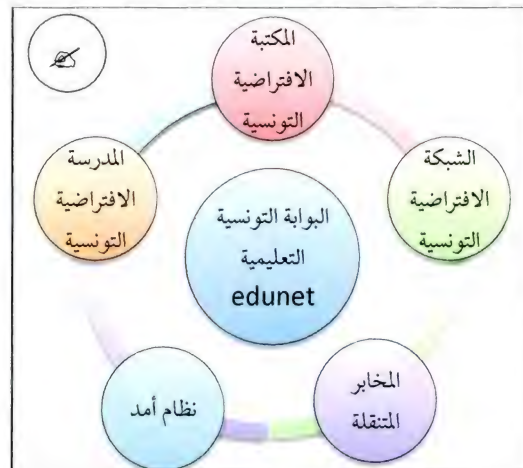 المكتبة
الافتراضية
التونسية
الشبكة
الافتراضية
التونسية
المدرسة
الافتراضية
التونسية
البوابة التونسية
التعليمية
edunet
المخابر
المتنقلة
نظام أمد